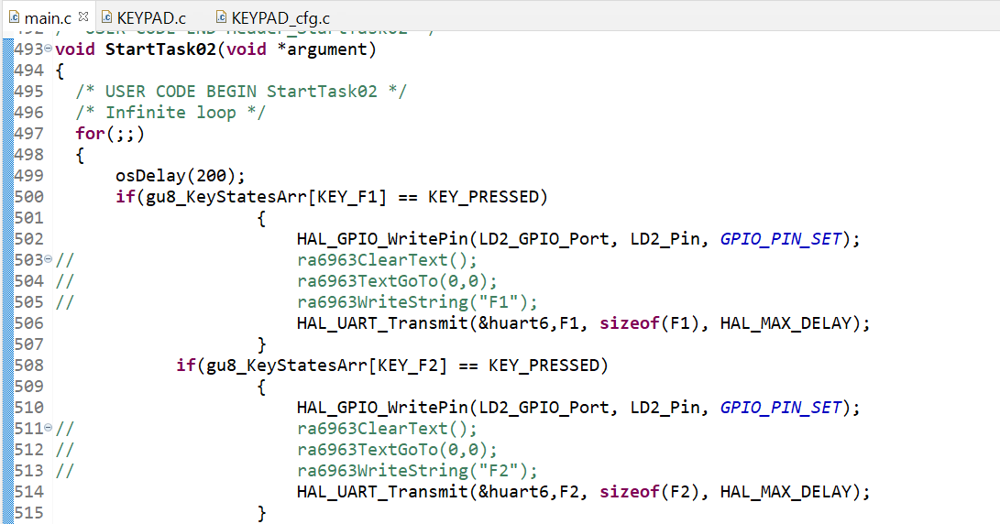 main.c KEYPAD.c KEYPAD_cfg.c
492 /* USER CODE END Header_StartTask02 */
493 void StartTask02(void *argument)
494 {
495   /* USER CODE BEGIN StartTask02 */
496   /* Infinite loop */
497   for(;;)
498   {
499       osDelay(200);
500       if(gu8_KeyStatesArr[KEY_F1] == KEY_PRESSED)
501                     {
502                         HAL_GPIO_WritePin(LD2_GPIO_Port, LD2_Pin, GPIO_PIN_SET);
503 //                      ra6963ClearText();
504 //                      ra6963TextGoTo(0,0);
505 //                      ra6963WriteString("F1");
506                         HAL_UART_Transmit(&huart6,F1, sizeof(F1), HAL_MAX_DELAY);
507                     }
508             if(gu8_KeyStatesArr[KEY_F2] == KEY_PRESSED)
509                     {
510                         HAL_GPIO_WritePin(LD2_GPIO_Port, LD2_Pin, GPIO_PIN_SET);
511 //                      ra6963ClearText();
512 //                      ra6963TextGoTo(0,0);
513 //                      ra6963WriteString("F2");
514                         HAL_UART_Transmit(&huart6,F2, sizeof(F2), HAL_MAX_DELAY);
515                     }